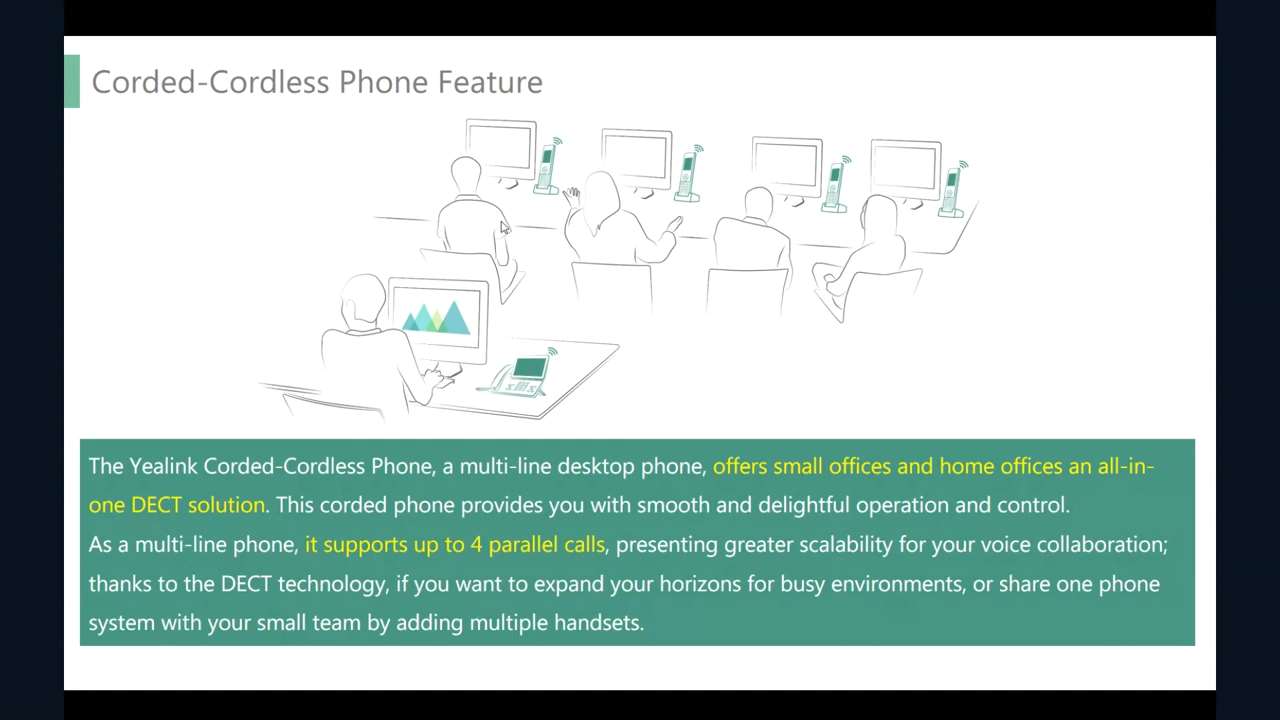 Corded-Cordless Phone Feature
The Yealink Corded-Cordless Phone, a multi-line desktop phone, offers small offices and home offices an all-in-
one DECT solution. This corded phone provides you with smooth and delightful operation and control.
As a multi-line phone, it supports up to 4 parallel calls, presenting greater scalability for your voice collaboration;
thanks to the DECT technology, if you want to expand your horizons for busy environments, or share one phone
system with your small team by adding multiple handsets.